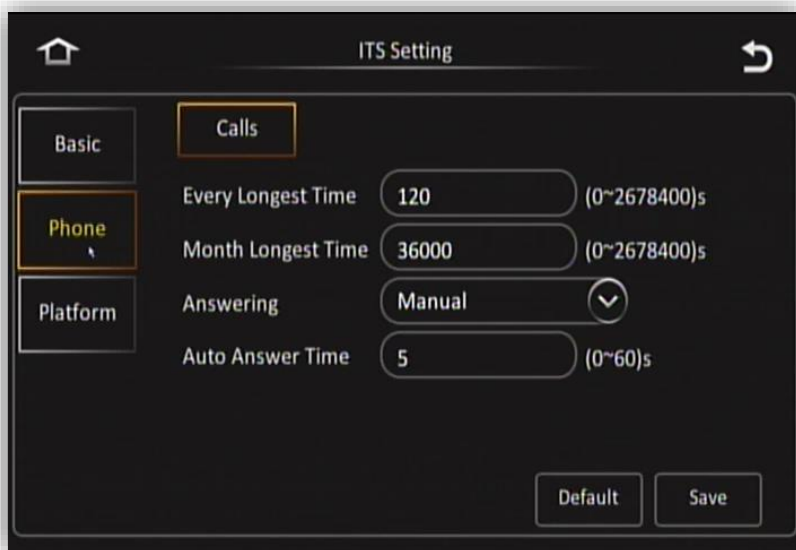 ITS Setting
Basic
Phone
Platform
Calls
Every Longest Time 120 (0~2678400)s
Month Longest Time 36000 (0~2678400)s
Answering Manual
Auto Answer Time 5 (0~60)s
Default Save